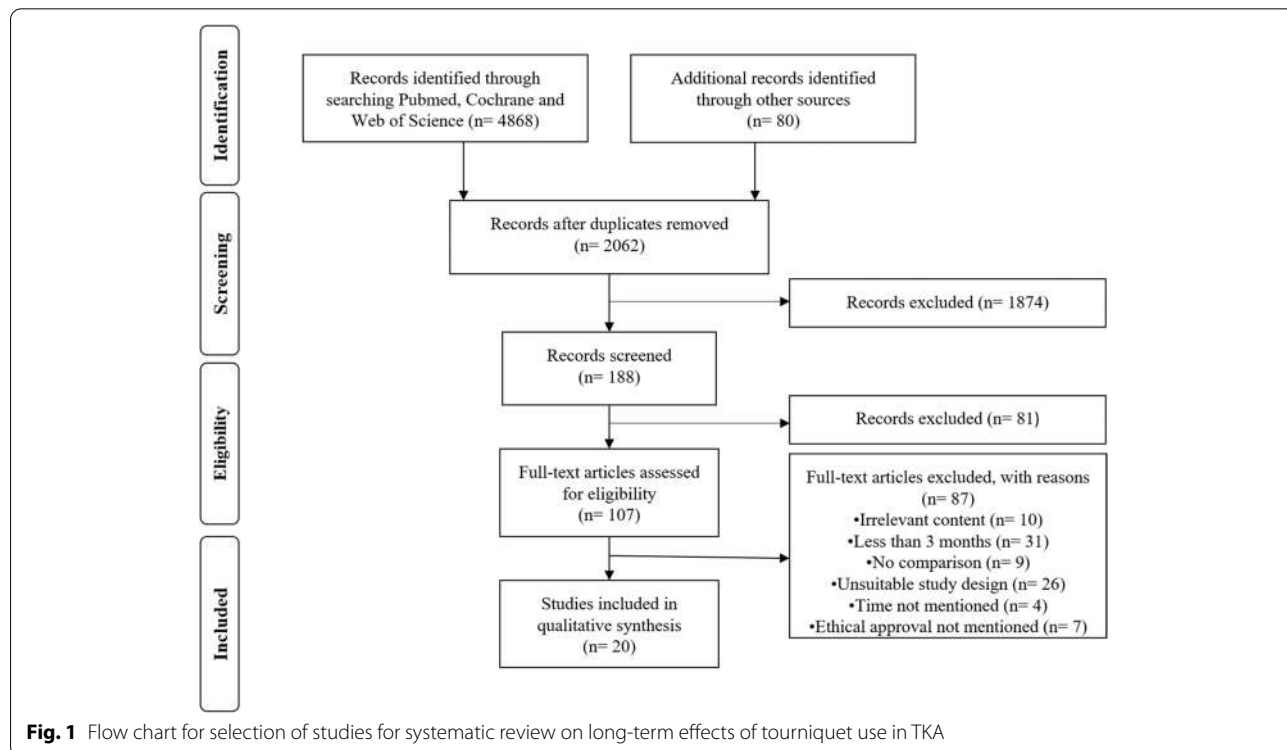 Identification
Records identified through
searching Pubmed, Cochrane and
Web of Science (n= 4868)
Additional records identified
through other sources
(n= 80)
Screening
Records after duplicates removed
(n= 2062)
Records excluded (n= 1874)
Records screened
(n= 188)
Eligibility
Records excluded (n= 81)
Full-text articles assessed
for eligibility
(n= 107)
Full-text articles excluded, with reasons
(n= 87)
•Irrelevant content (n= 10)
•Less than 3 months (n= 31)
•No comparison (n= 9)
•Unsuitable study design (n= 26)
•Time not mentioned (n= 4)
•Ethical approval not mentioned (n= 7)
Included
Studies included in
qualitative synthesis
(n= 20)
Fig. 1 Flow chart for selection of studies for systematic review on long-term effects of tourniquet use in TKA